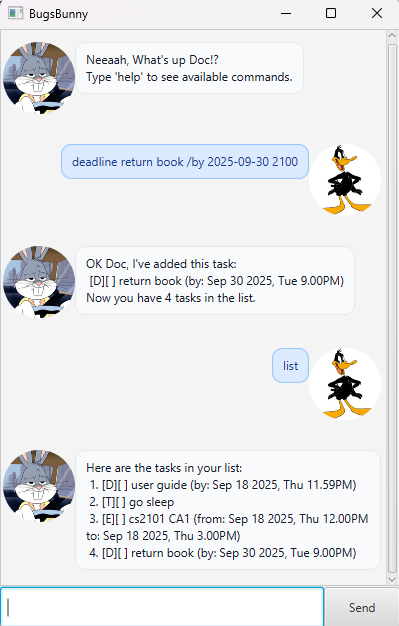 BugsBunny
Neeaah, What's up Doc!?
Type 'help' to see available commands.
deadline return book /by 2025-09-30 2100
OK Doc, I've added this task:
[D][ ] return book (by: Sep 30 2025, Tue 9.00PM)
Now you have 4 tasks in the list.
list
Here are the tasks in your list:
1. [D][ ] user guide (by: Sep 18 2025, Thu 11.59PM)
2. [T][ ] go sleep
3. [E][ ] cs2101 CA1 (from: Sep 18 2025, Thu 12.00PM
to: Sep 18 2025, Thu 3.00PM)
4. [D][ ] return book (by: Sep 30 2025, Tue 9.00PM)
Send